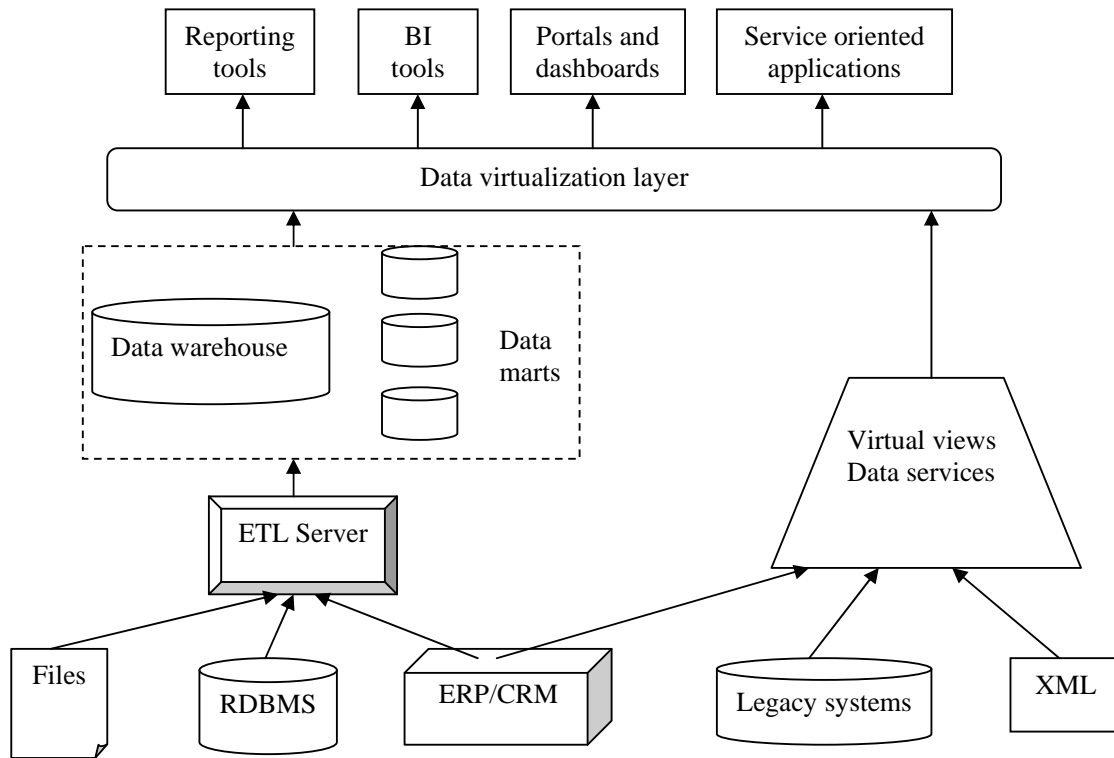 Reporting
tools
BI
tools
Portals and
dashboards
Service oriented
applications
Data virtualization layer
Data warehouse
Data
marts
Virtual views
Data services
ETL Server
Files
RDBMS
ERP/CRM
Legacy systems
XML